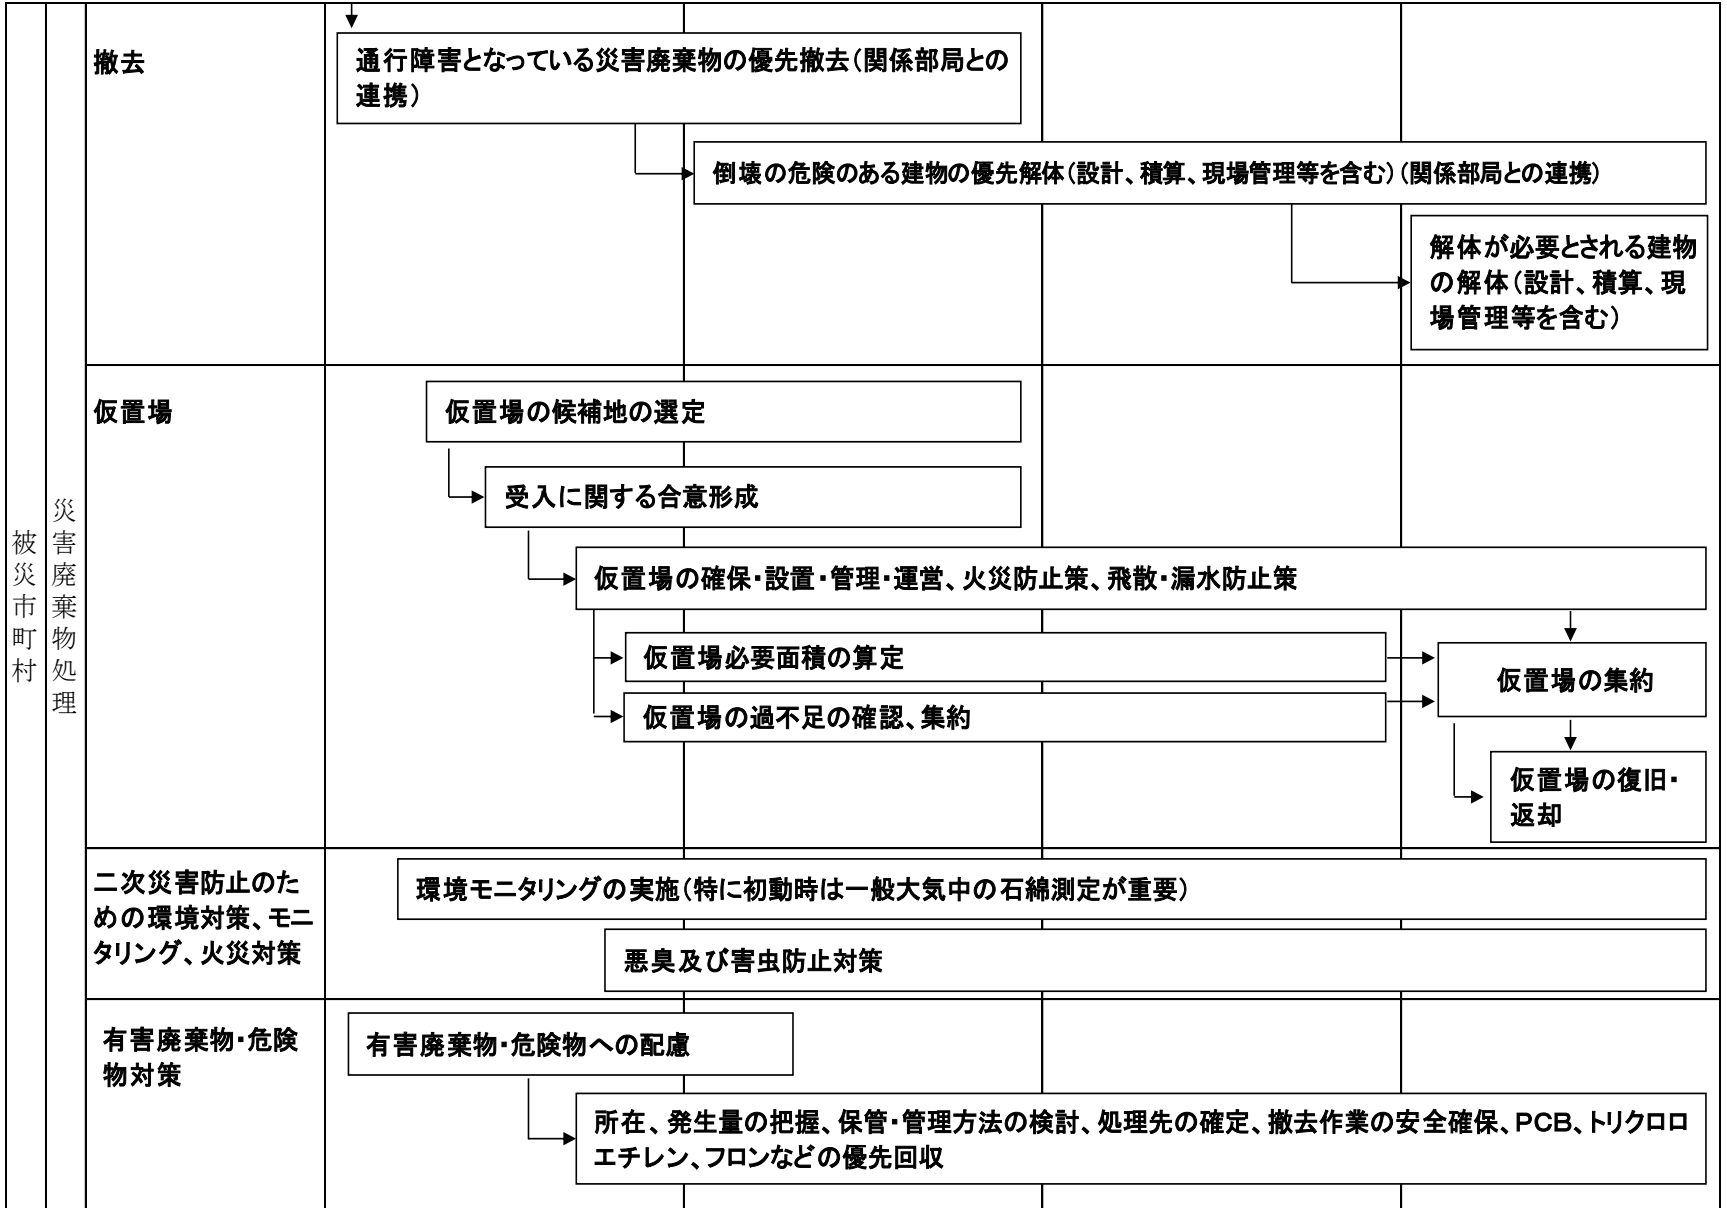 被災市町村
災害廃棄物処理
撤去
通行障害となっている災害廃棄物の優先撤去（関係部局との
連携）
倒壊の危険のある建物の優先解体（設計、積算、現場管理等を含む）（関係部局との連携）
解体が必要とされる建物
の解体（設計、積算、現
場管理等を含む）
仮置場
仮置場の候補地の選定
受入に関する合意形成
仮置場の確保・設置・管理・運営、火災防止策、飛散・漏水防止策
仮置場必要面積の算定
仮置場の過不足の確認、集約
仮置場の集約
仮置場の復旧・
返却
二次災害防止のた
めの環境対策、モニ
タリング、火災対策
環境モニタリングの実施（特に初動時は一般大気中の石綿測定が重要）
悪臭及び害虫防止対策
有害廃棄物・危険
物対策
有害廃棄物・危険物への配慮
所在、発生量の把握、保管・管理方法の検討、処理先の確定、撤去作業の安全確保、ＰＣＢ、トリクロロ
エチレン、フロンなどの優先回収